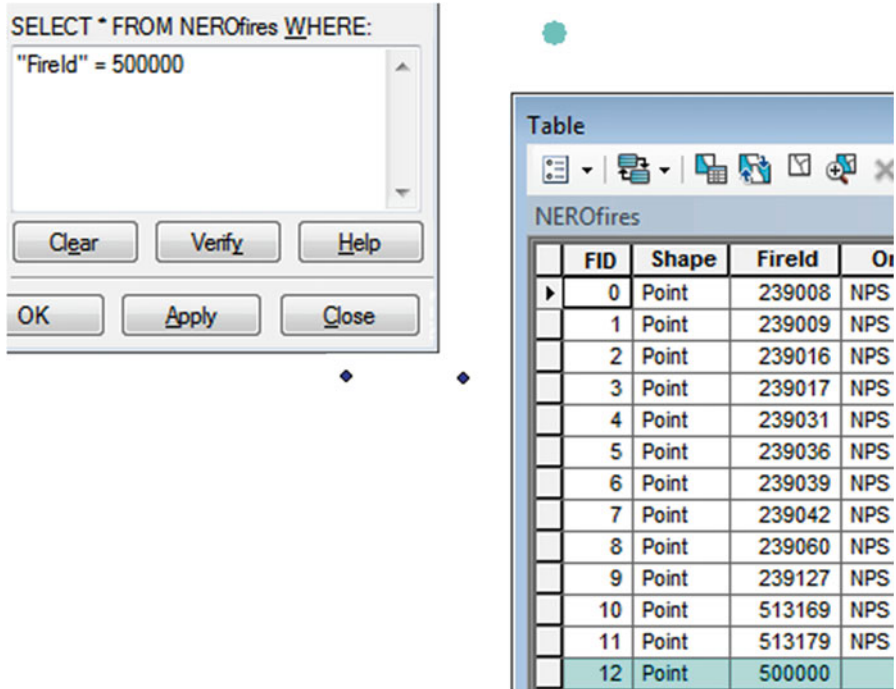 SELECT * FROM NEROfires WHERE:
"FireId" = 500000
Clear Verify Help
OK Apply Close
Table
NEROfires
FID Shape FireId
0 Point 239008 NPS
1 Point 239009 NPS
2 Point 239016 NPS
3 Point 239017 NPS
4 Point 239031 NPS
5 Point 239036 NPS
6 Point 239039 NPS
7 Point 239042 NPS
8 Point 239060 NPS
9 Point 239127 NPS
10 Point 513169 NPS
11 Point 513179 NPS
12 Point 500000